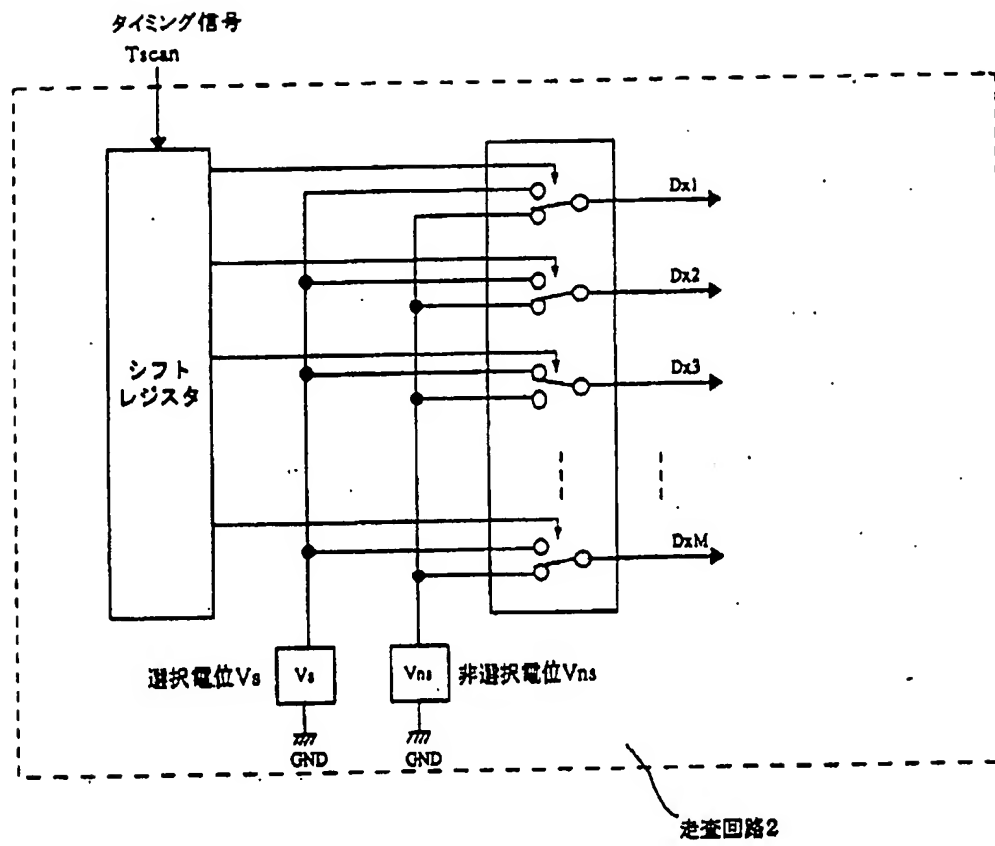 タイミング信号
Tscan
シフト
レジスタ
Dx1
Dx2
Dx3
DxM
選択電位Vs
Vs
Vns
非選択電位Vns
GND
GND
走査回路2